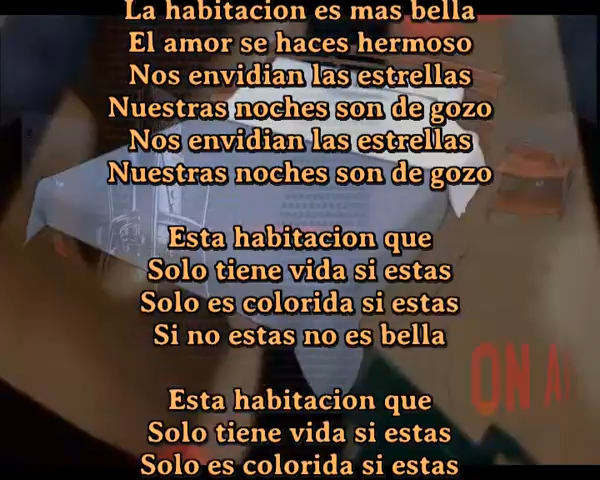 La habitacion es mas bella
El amor se haces hermoso
Nos envidian las estrellas
Nuestras noches son de gozo
Nos envidian las estrellas
Nuestras noches son de gozo
Esta habitacion que
Solo tiene vida si estas
Solo es colorida si estas
Si no estas no es bella
ON A
Esta habitacion que
Solo tiene vida si estas
Solo es colorida si estas